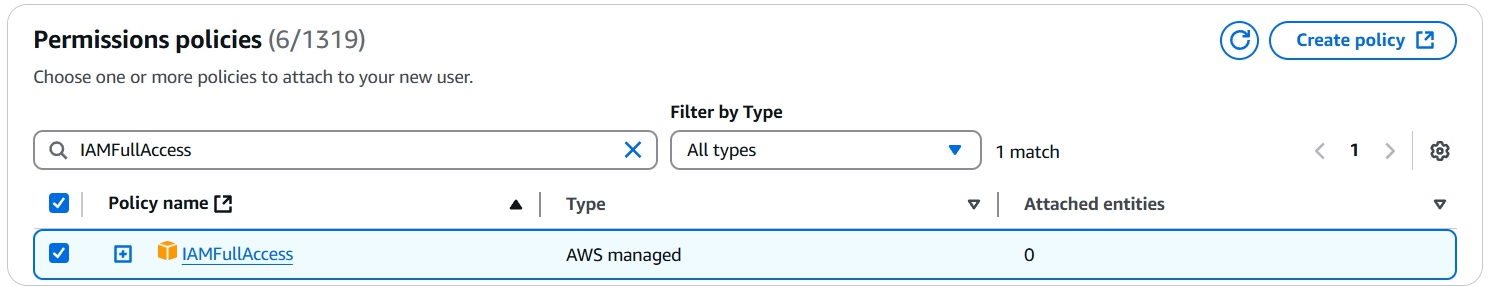 Permissions policies (6/1319)
Create policy
Choose one or more policies to attach to your new user.
Filter by Type
IAMFullAccess
All types
1 match
1
Policy name
Type
Attached entities
IAMFullAccess
AWS managed
0